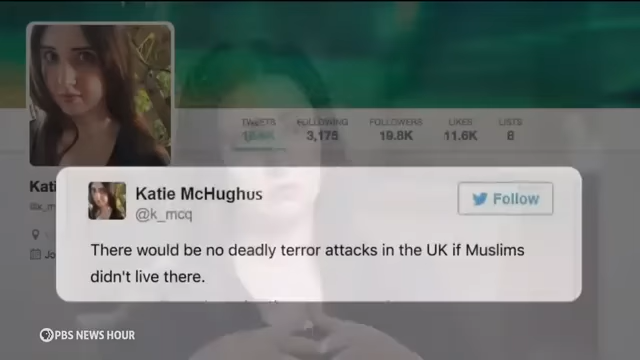 TWEETS FOLLOWING FOLLOWERS LIKES LISTS
3,175 19.8K 11.6K 8
Kati
Katie McHughus
@k_mcq
Follow
There would be no deadly terror attacks in the UK if Muslims
didn't live there.
Jo
PBS NEWS HOUR